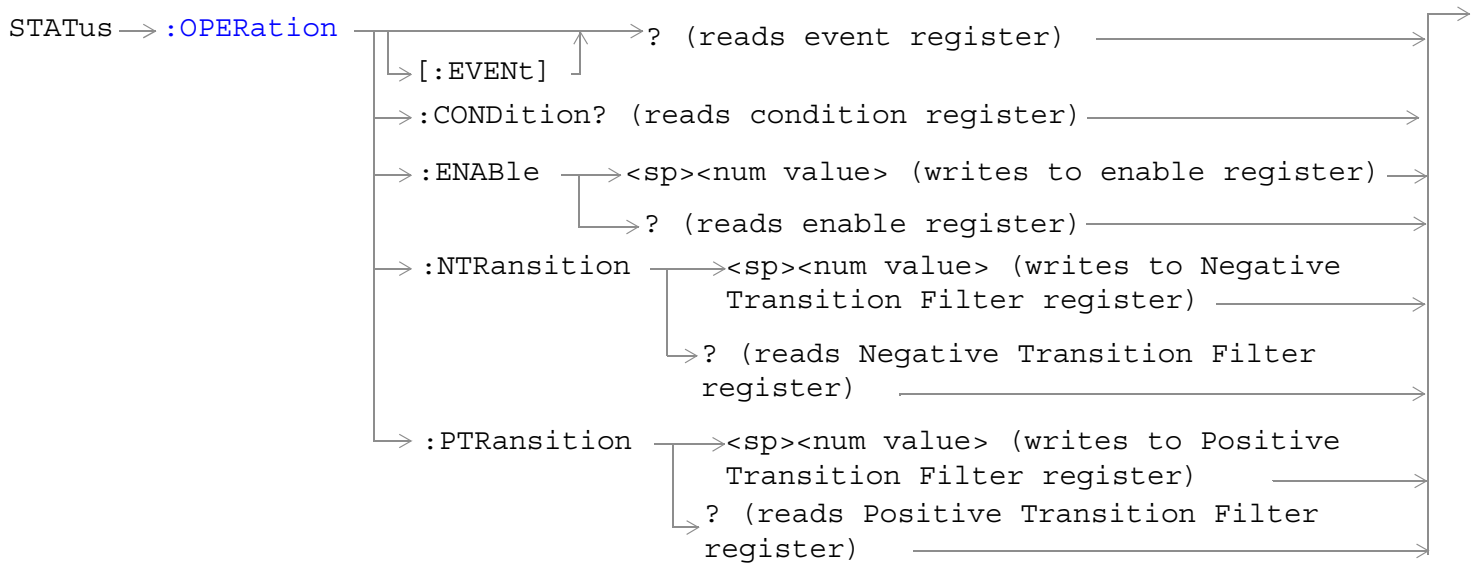 STATus :OPERation ? (reads event register)
[:EVENt]
:CONDition? (reads condition register)
:ENABle <sp><num value> (writes to enable register)
? (reads enable register)
:NTRansition <sp><num value> (writes to Negative
Transition Filter register)
? (reads Negative Transition Filter
register)
:PTRansition <sp><num value> (writes to Positive
Transition Filter register)
? (reads Positive Transition Filter
register)